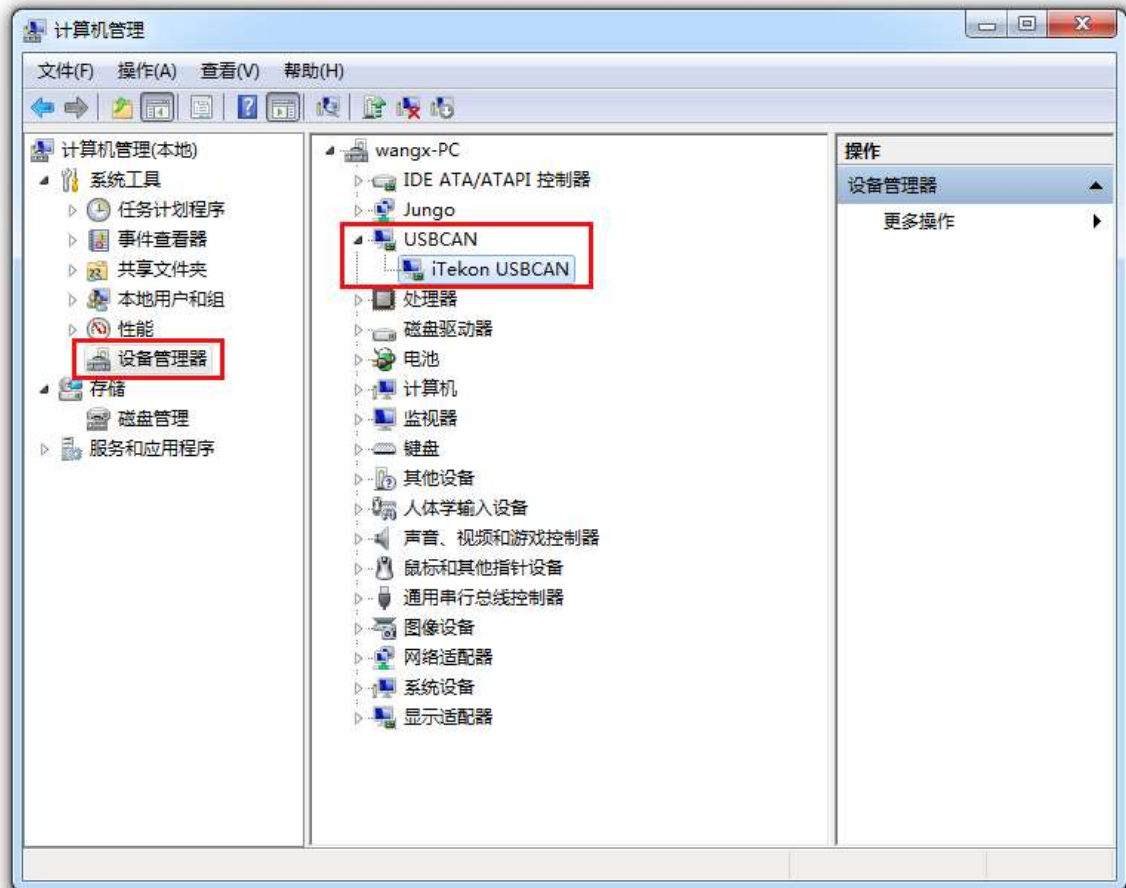 计算机管理
文件(F) 操作(A) 查看(V) 帮助(H)
计算机管理(本地)
系统工具
任务计划程序
事件查看器
共享文件夹
本地用户和组
性能
设备管理器
存储
磁盘管理
服务和应用程序
wangx-PC
IDE ATA/ATAPI 控制器
Jungo
USBCAN
iTekon USBCAN
处理器
磁盘驱动器
电池
计算机
监视器
键盘
其他设备
人体学输入设备
声音、视频和游戏控制器
鼠标和其他指针设备
通用串行总线控制器
图像设备
网络适配器
系统设备
显示适配器
操作
设备管理器
更多操作